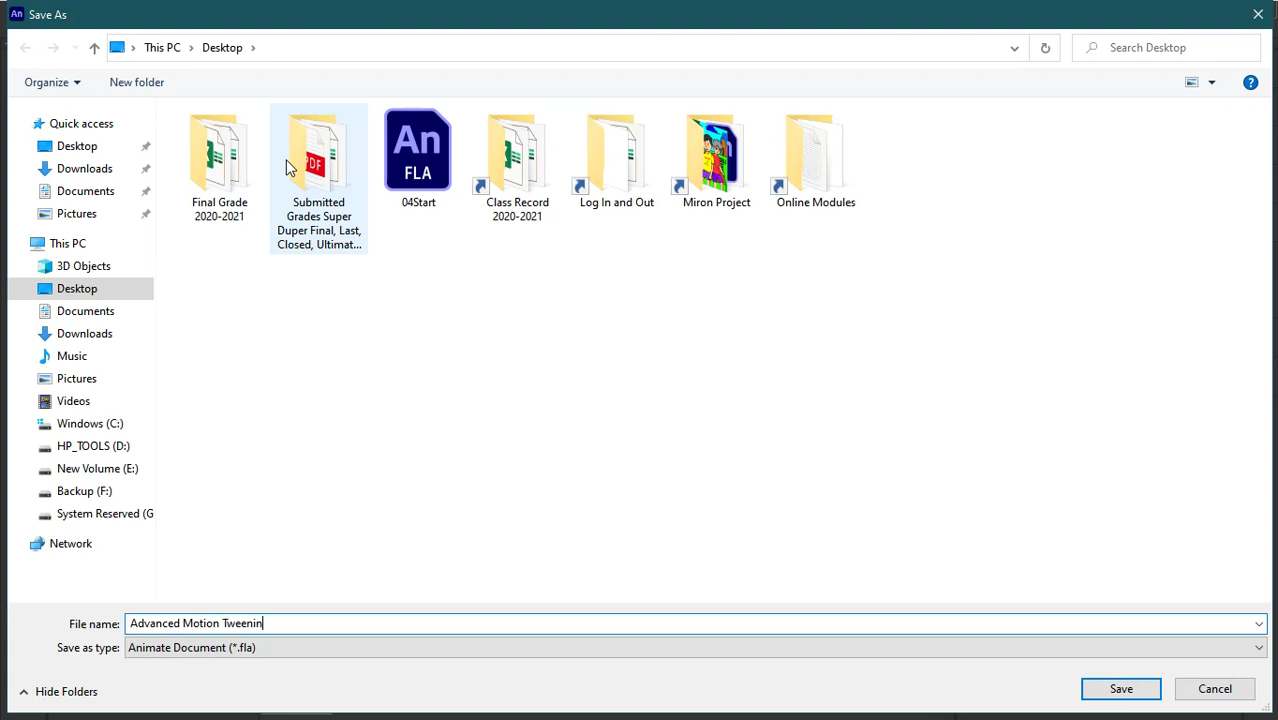 An Save As
This PC Desktop
Search Desktop
Organize
New folder
Quick access
Desktop
Downloads
Documents
Pictures
This PC
3D Objects
Desktop
Documents
Downloads
Music
Pictures
Videos
Windows (C:)
HP_TOOLS (D:)
New Volume (E:)
Backup (F:)
System Reserved (G
Network
Final Grade
2020-2021
PDF
Submitted
Grades Super
Duper Final, Last,
Closed, Ultimat...
An
FLA
04Start
Class Record
2020-2021
Log In and Out
Miron Project
Online Modules
File name: Advanced Motion Tweenin
Save as type: Animate Document (*.fla)
Hide Folders
Save
Cancel